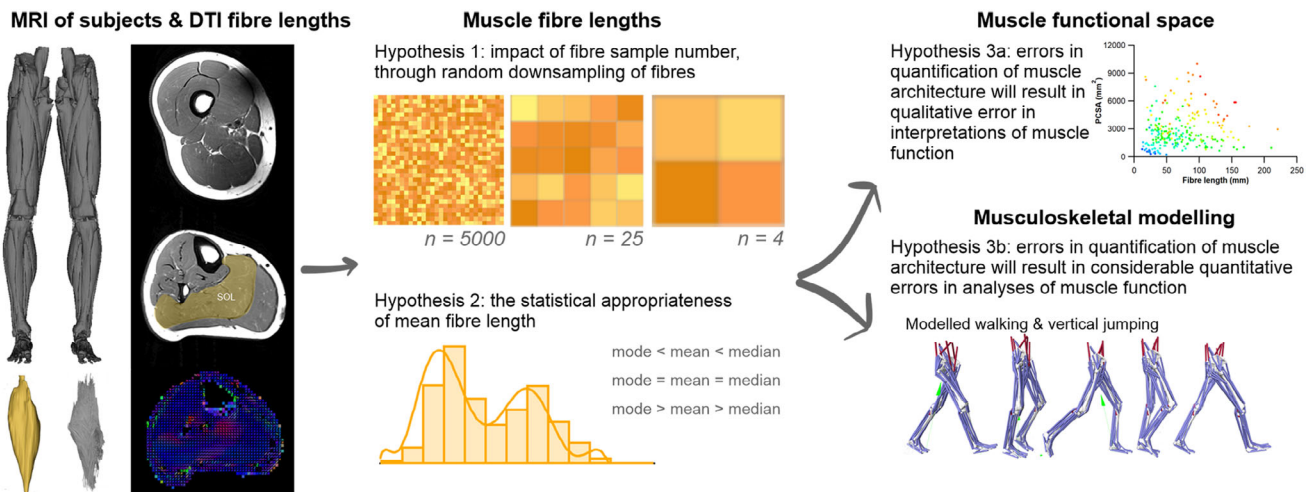 MRI of subjects & DTI fibre lengths
SOL
Muscle fibre lengths
Hypothesis 1: impact of fibre sample number,
through random downsampling of fibres
n = 5000
n = 25
n = 4
Hypothesis 2: the statistical appropriateness
of mean fibre length
mode < mean < median
mode = mean = median
mode > mean > median
Muscle functional space
Hypothesis 3a: errors in
quantification of muscle
architecture will result in
qualitative error in
interpretations of muscle
function
PCSA (mm²)
12000
9000
6000
3000
0
0 50 100 150 200 250
Fibre length (mm)
Musculoskeletal modelling
Hypothesis 3b: errors in quantification of muscle
architecture will result in considerable quantitative
errors in analyses of muscle function
Modelled walking & vertical jumping